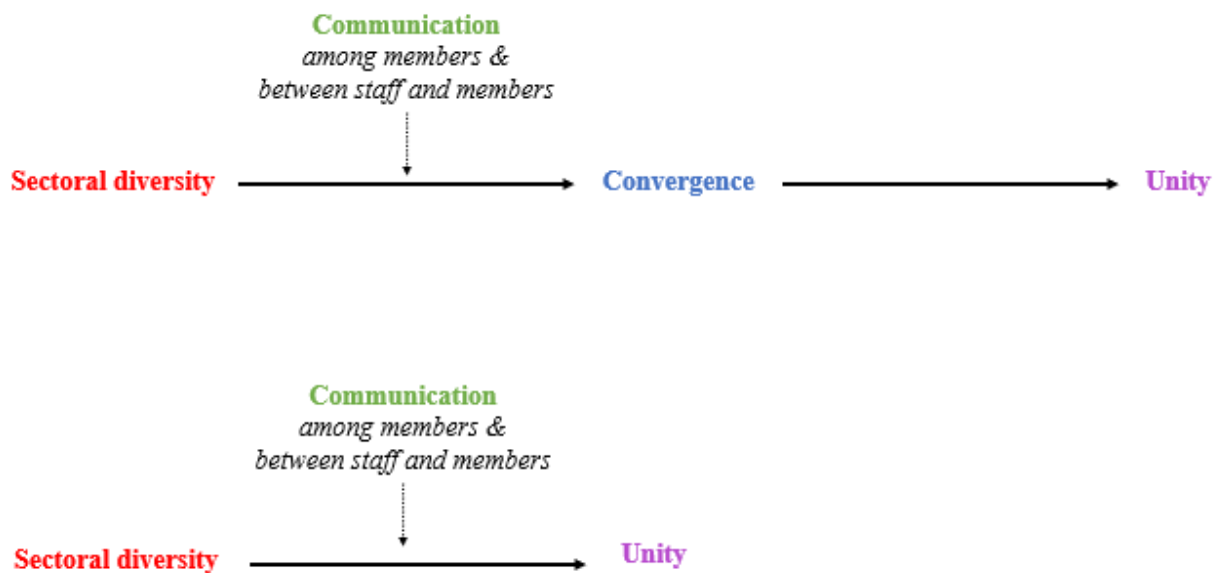 Communication
among members &
between staff and members
Sectoral diversity Convergence Unity
Communication
among members &
between staff and members
Sectoral diversity Unity